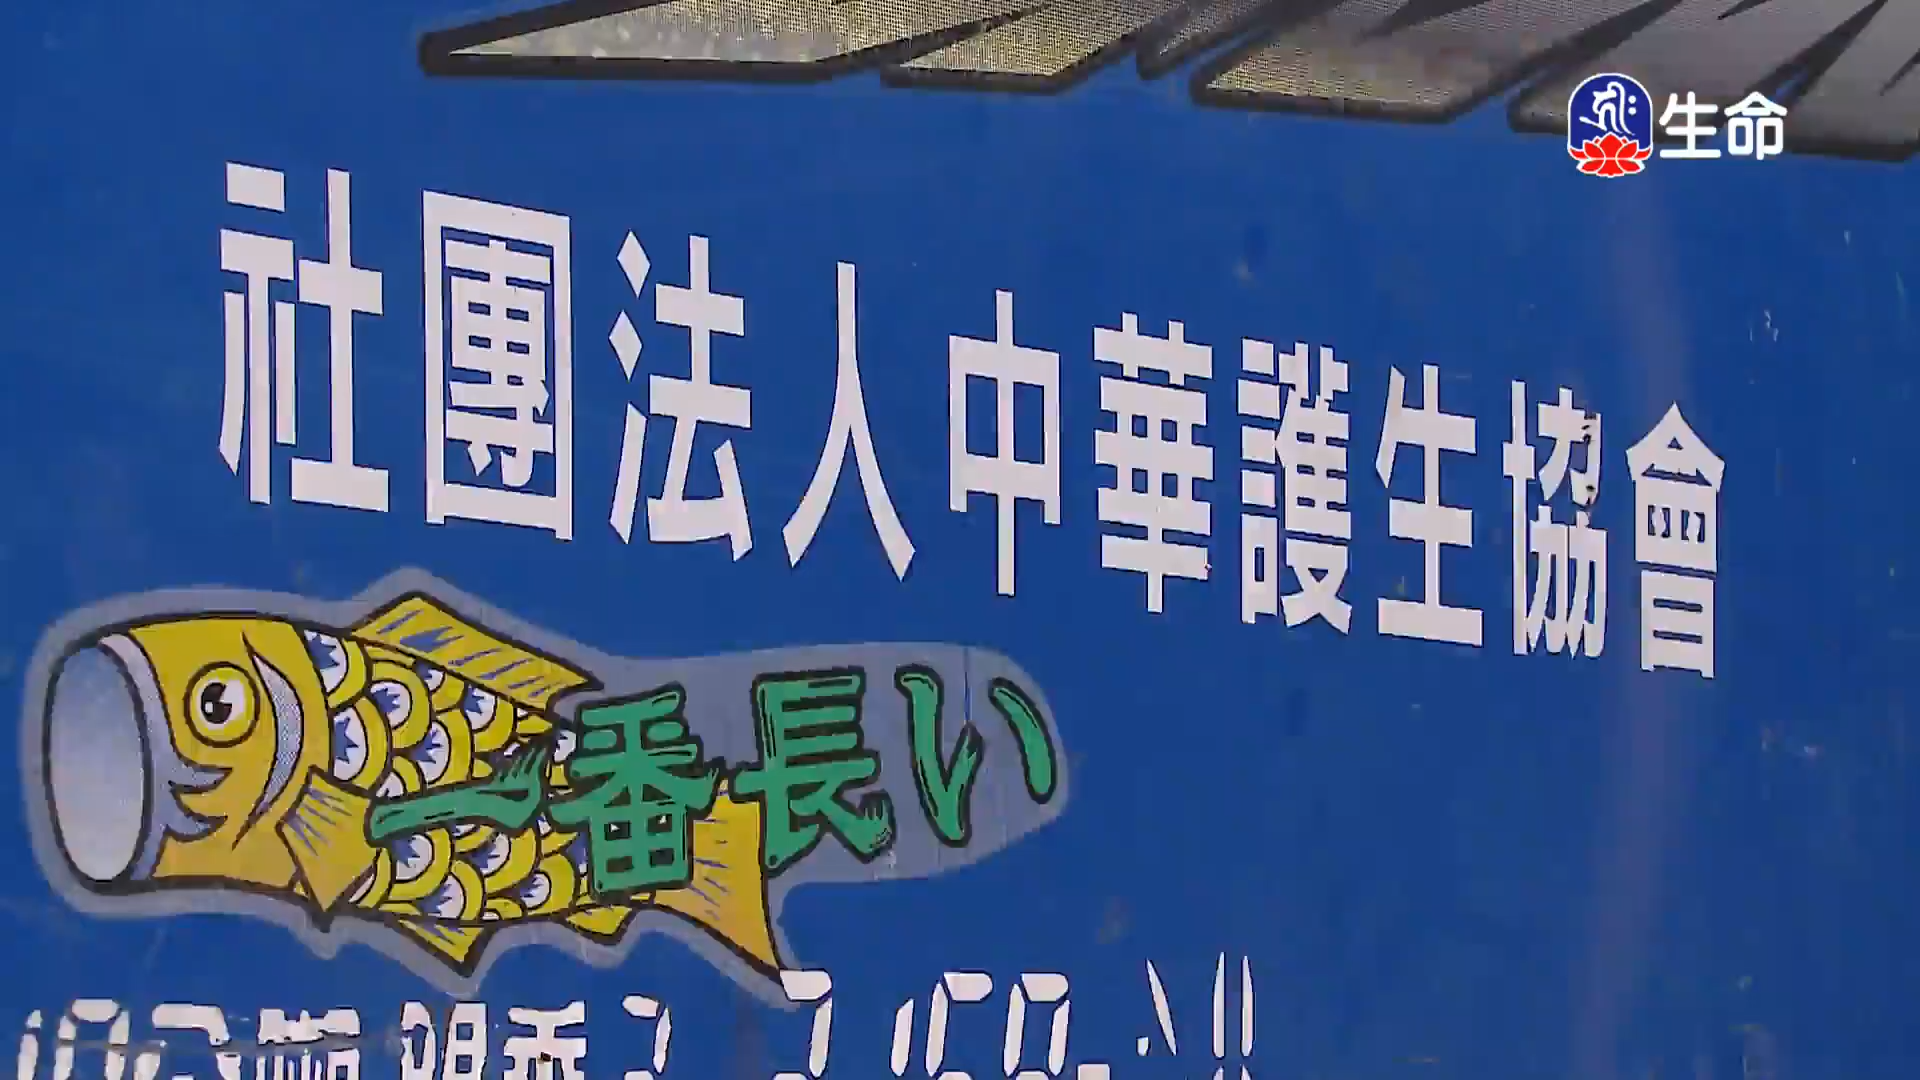 生命
社團法人中華護生協會
一番長い